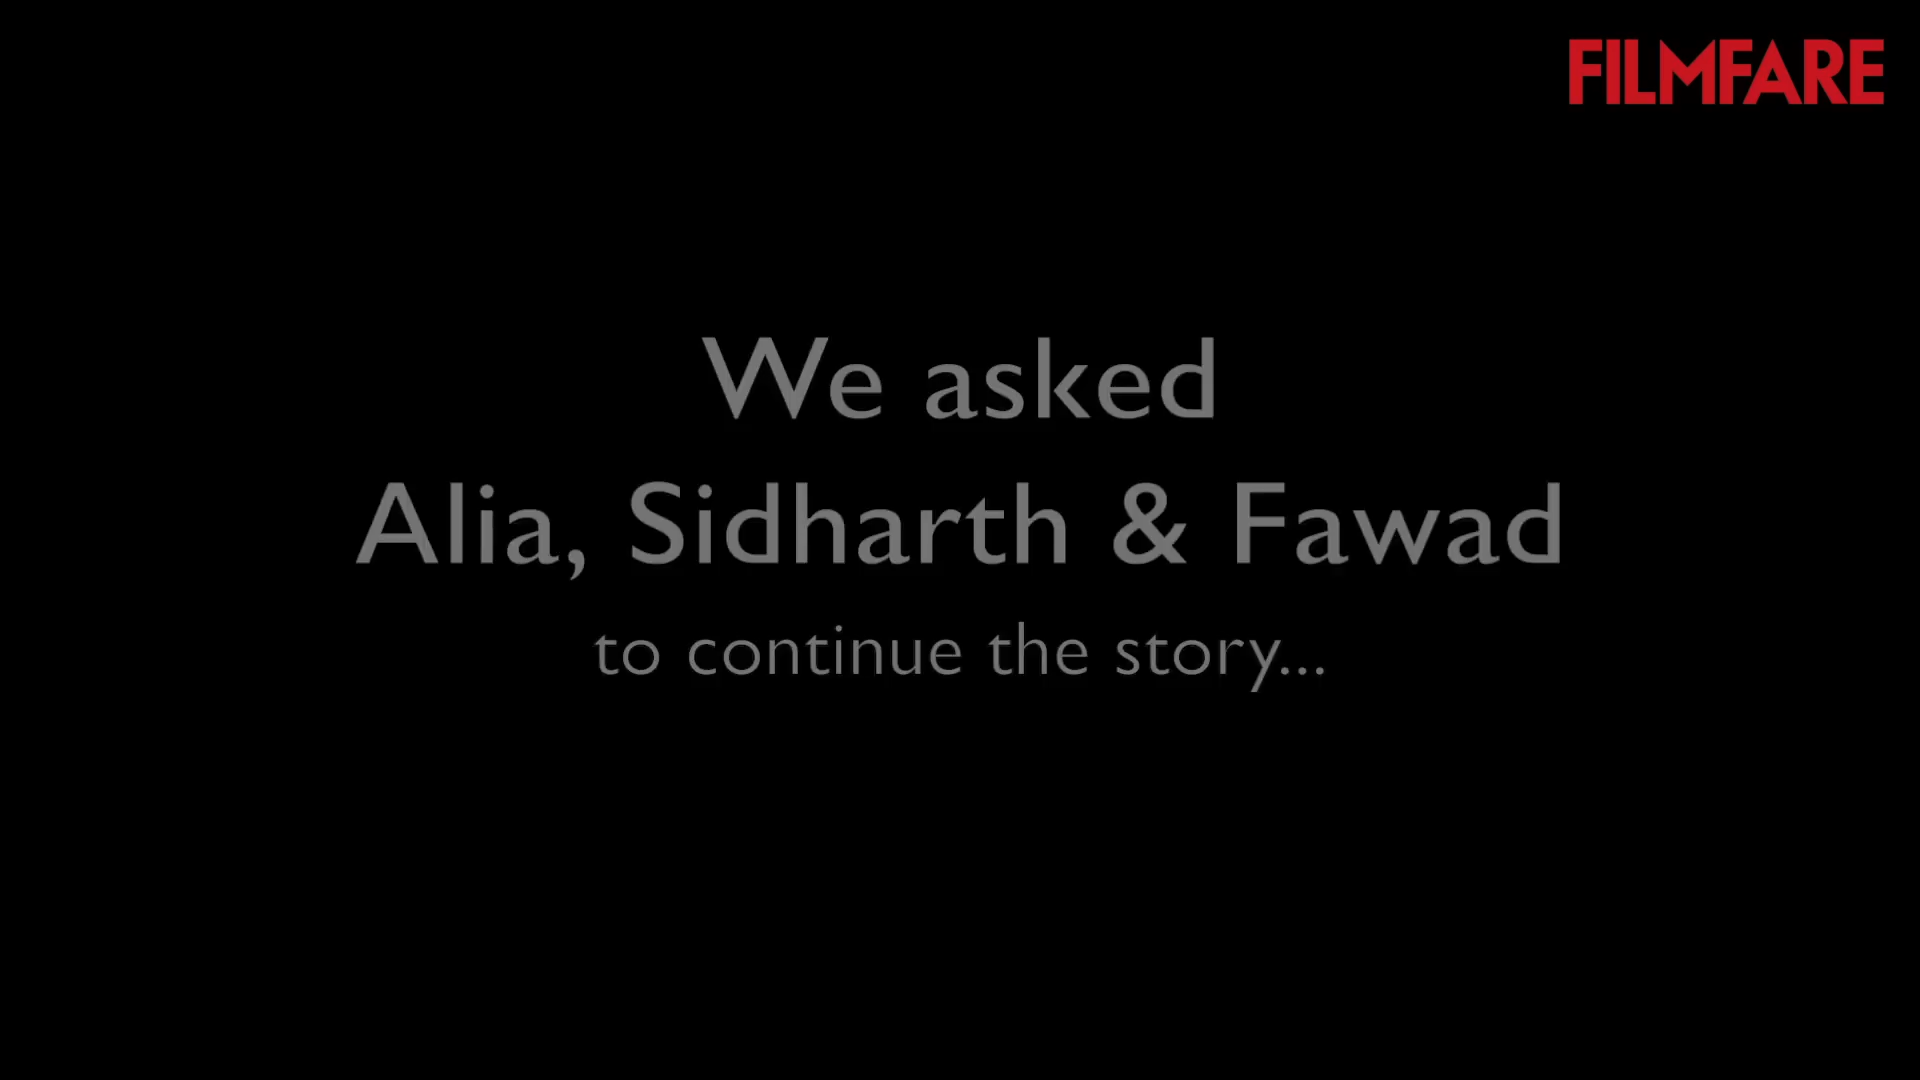 FILMFARE
We asked
Alia, Sidharth & Fawad
to continue the story...